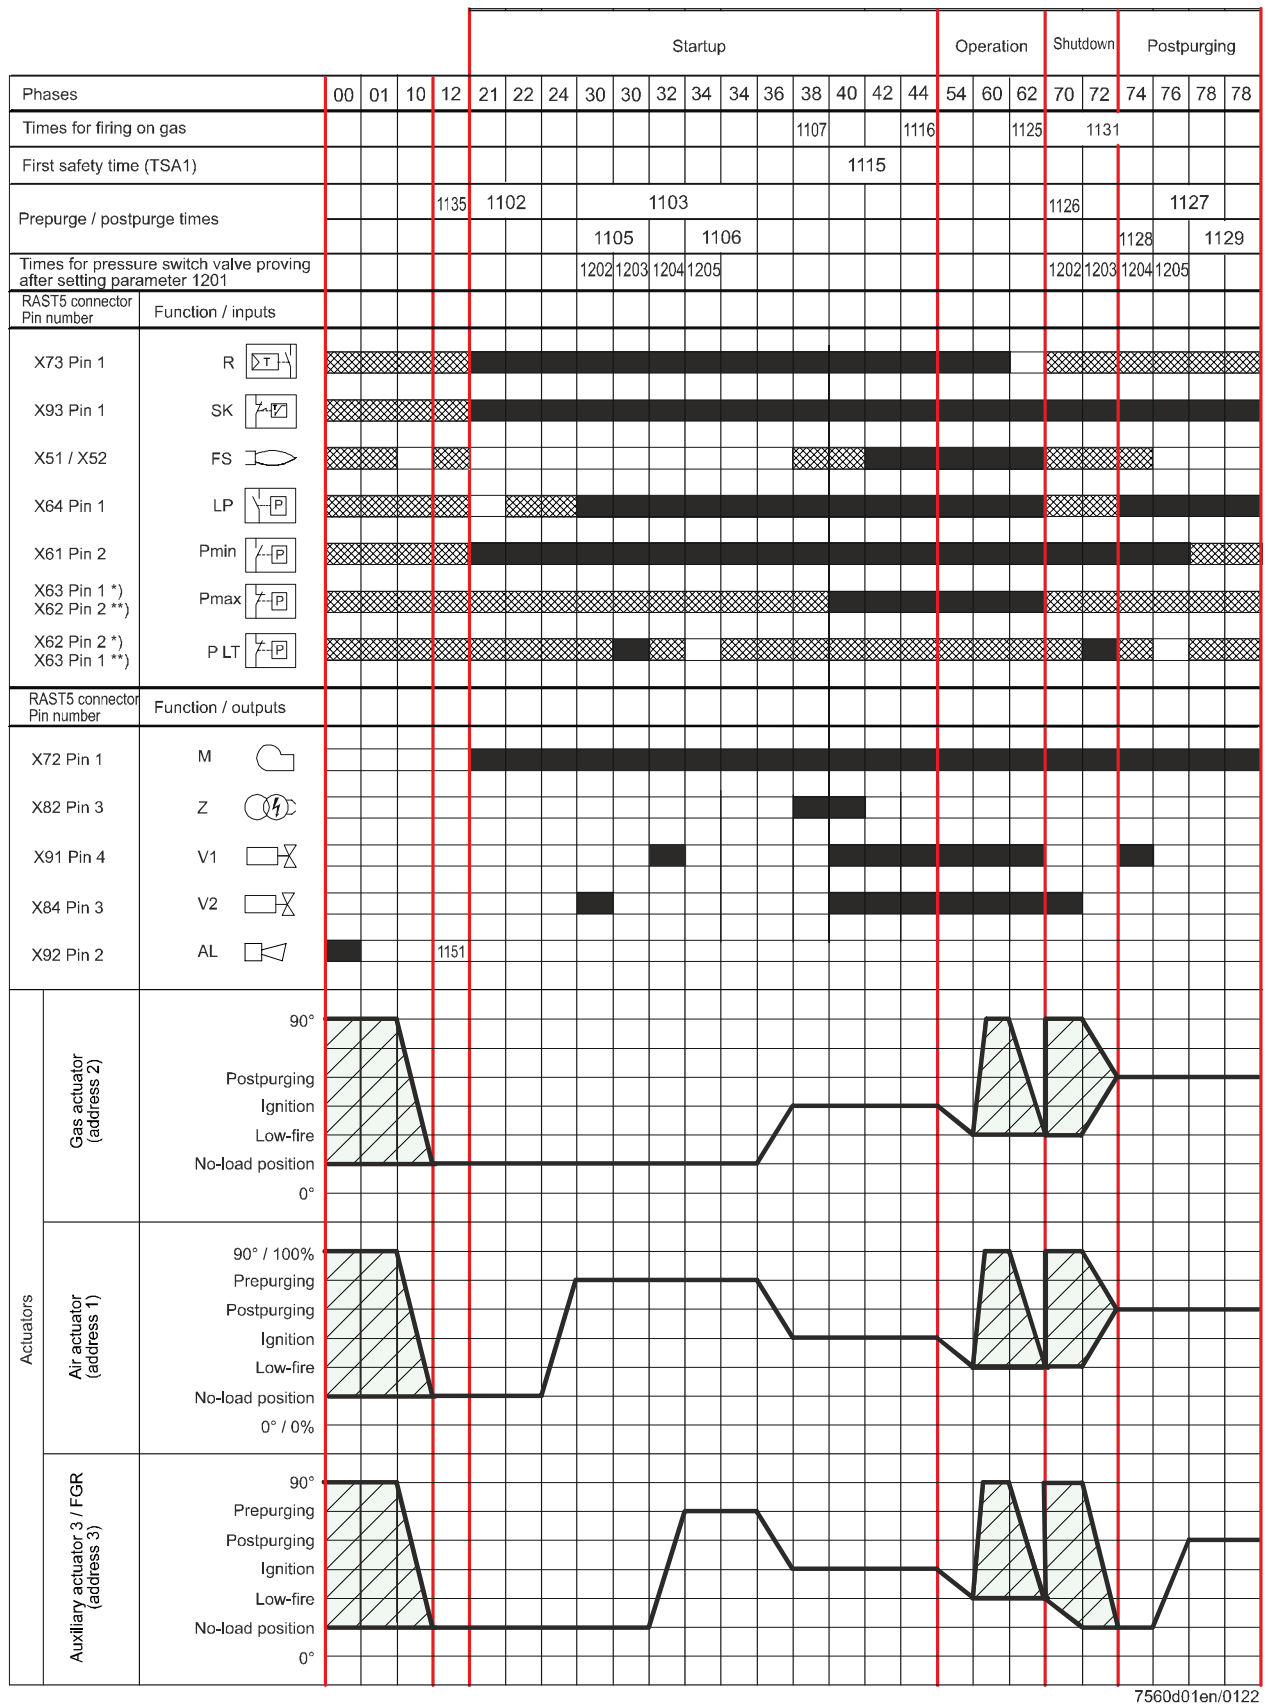 Startup Operation Shutdown Postpurging
Phases 00 01 10 12 21 22 24 30 30 32 34 34 36 38 40 42 44 54 60 62 70 72 74 76 78 78
Times for firing on gas 1107 1116 1125 1131
First safety time (TSA1) 1115
Prepurge / postpurge times
1135 1102 1103 1126 1127
1105 1106 1128 1129
Times for pressure switch valve proving
after setting parameter 1201
1202 1203 1204 1205 1202 1203 1204 1205
RAST5 connector
Pin number
Function / inputs
X73 Pin 1 R T
X93 Pin 1 SK
X51 / X52 FS
X64 Pin 1 LP P
X61 Pin 2 Pmin P
X63 Pin 1 *)
X62 Pin 2 **)
Pmax P
X62 Pin 2 *)
X63 Pin 1 **)
P LT P
RAST5 connector
Pin number
Function / outputs
X72 Pin 1 M
X82 Pin 3 Z
X91 Pin 4 V1
X84 Pin 3 V2
X92 Pin 2 AL 1151
Actuators
Gas actuator
(address 2)
90°
Postpurging
Ignition
Low-fire
No-load position
0°
Air actuator
(address 1)
90° / 100%
Prepurging
Postpurging
Ignition
Low-fire
No-load position
0° / 0%
Auxiliary actuator 3 / FGR
(address 3)
90°
Prepurging
Postpurging
Ignition
Low-fire
No-load position
0°
7560d01en/0122